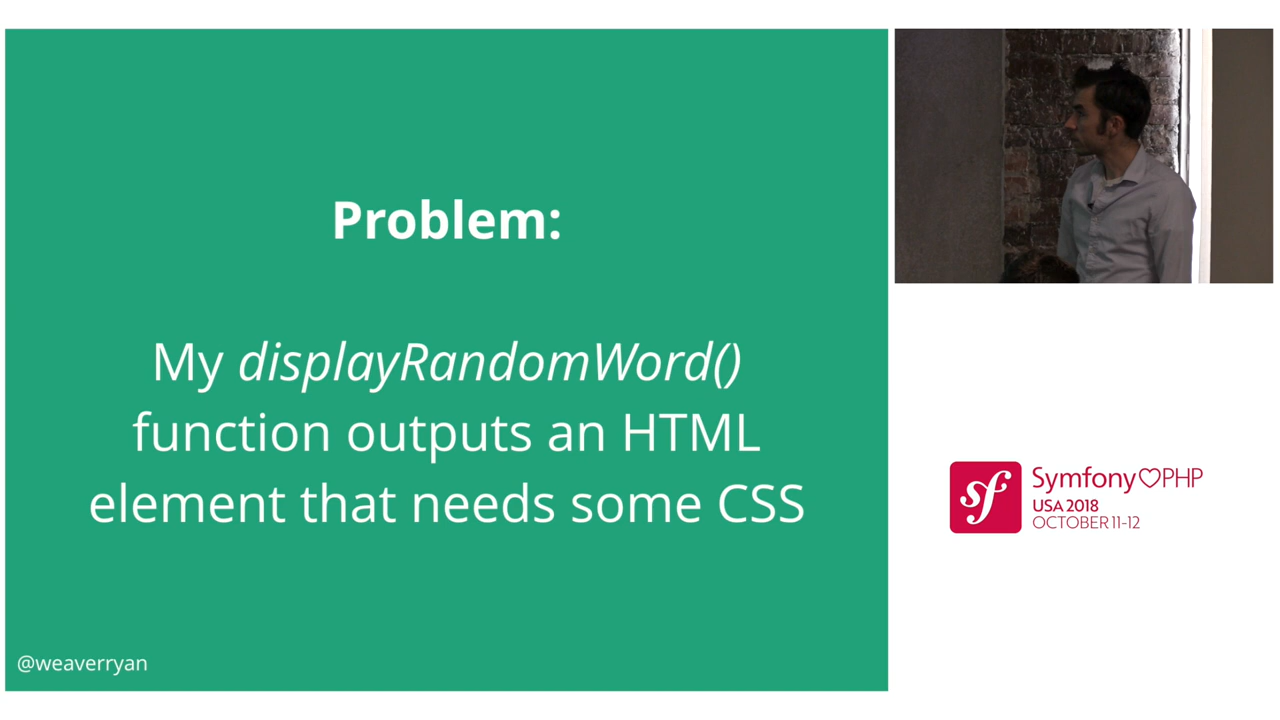 Problem:
My displayRandomWord()
function outputs an HTML
element that needs some CSS
@weaverryan
sf
Symfony♡PHP
USA 2018
OCTOBER 11-12